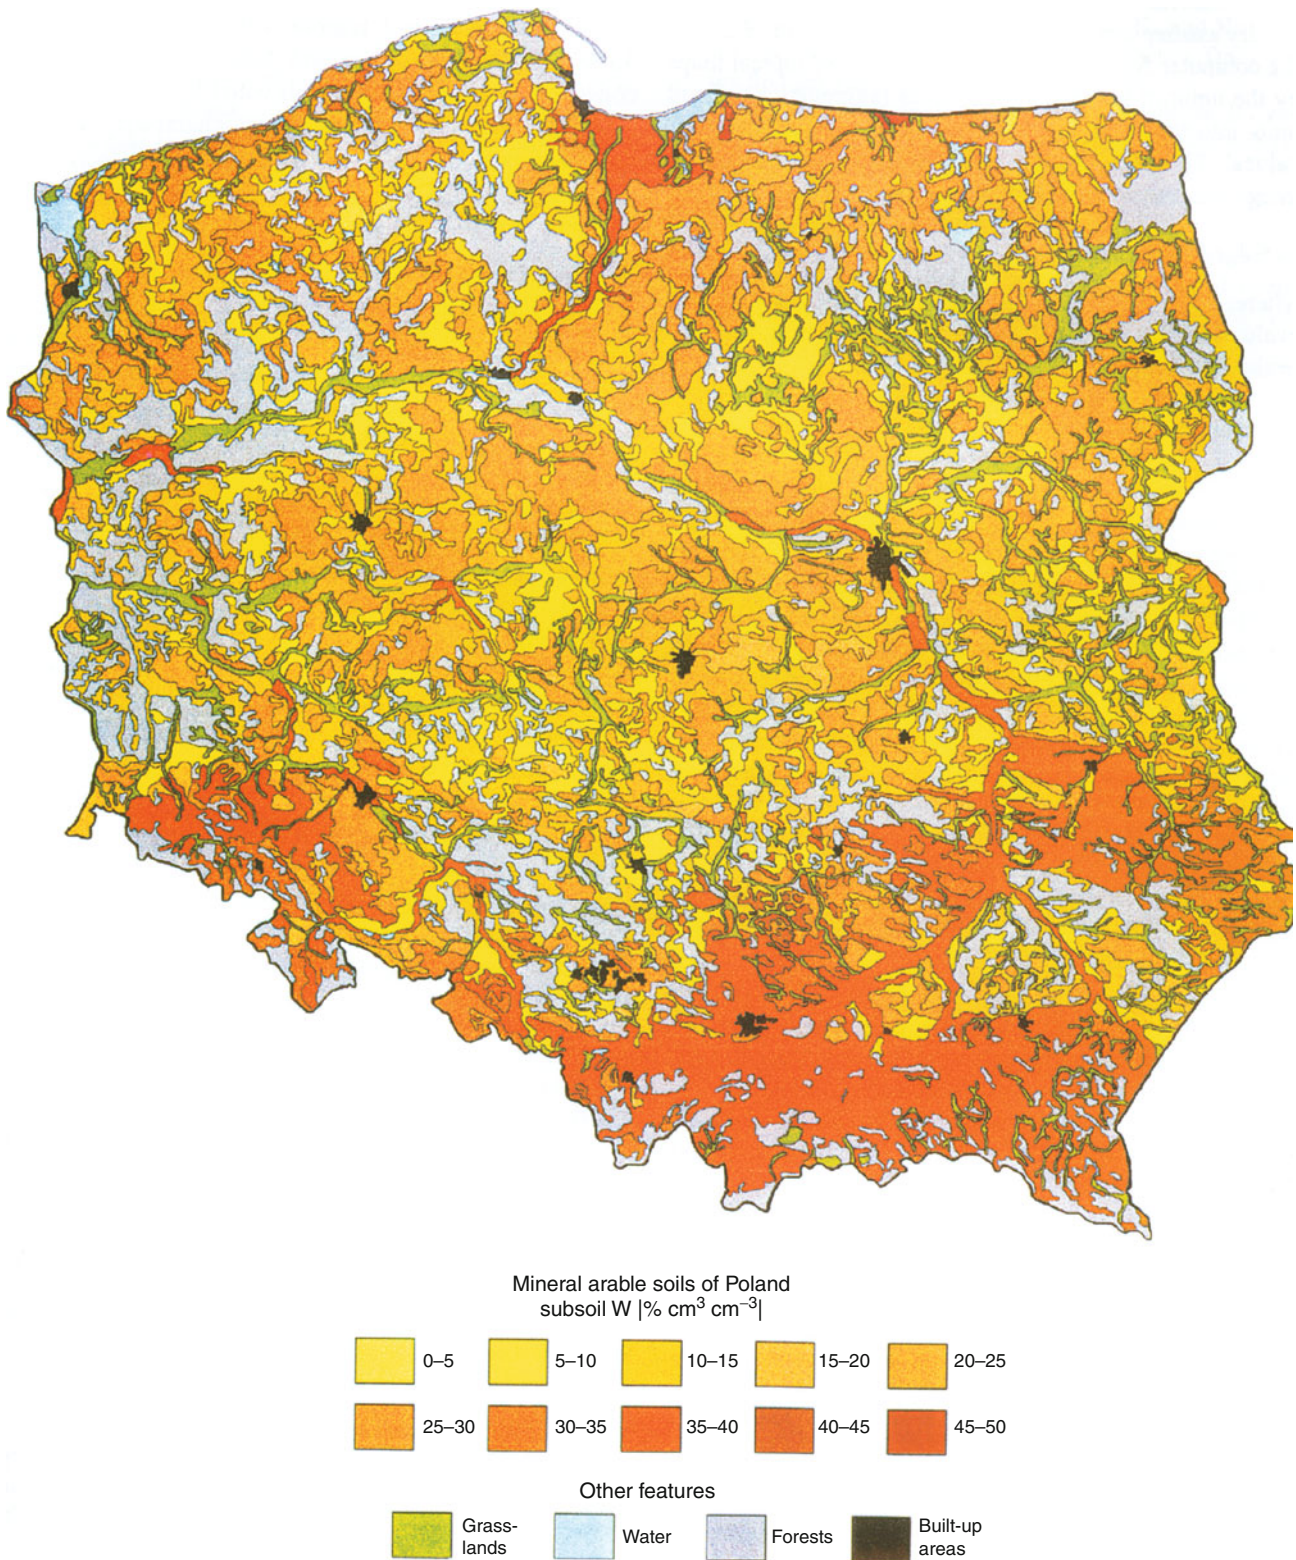 Mineral arable soils of Poland
subsoil W |% cm³ cm⁻³|
0–5 5–10 10–15 15–20 20–25
25–30 30–35 35–40 40–45 45–50
Other features
Grass-
lands
Water
Forests
Built-up
areas